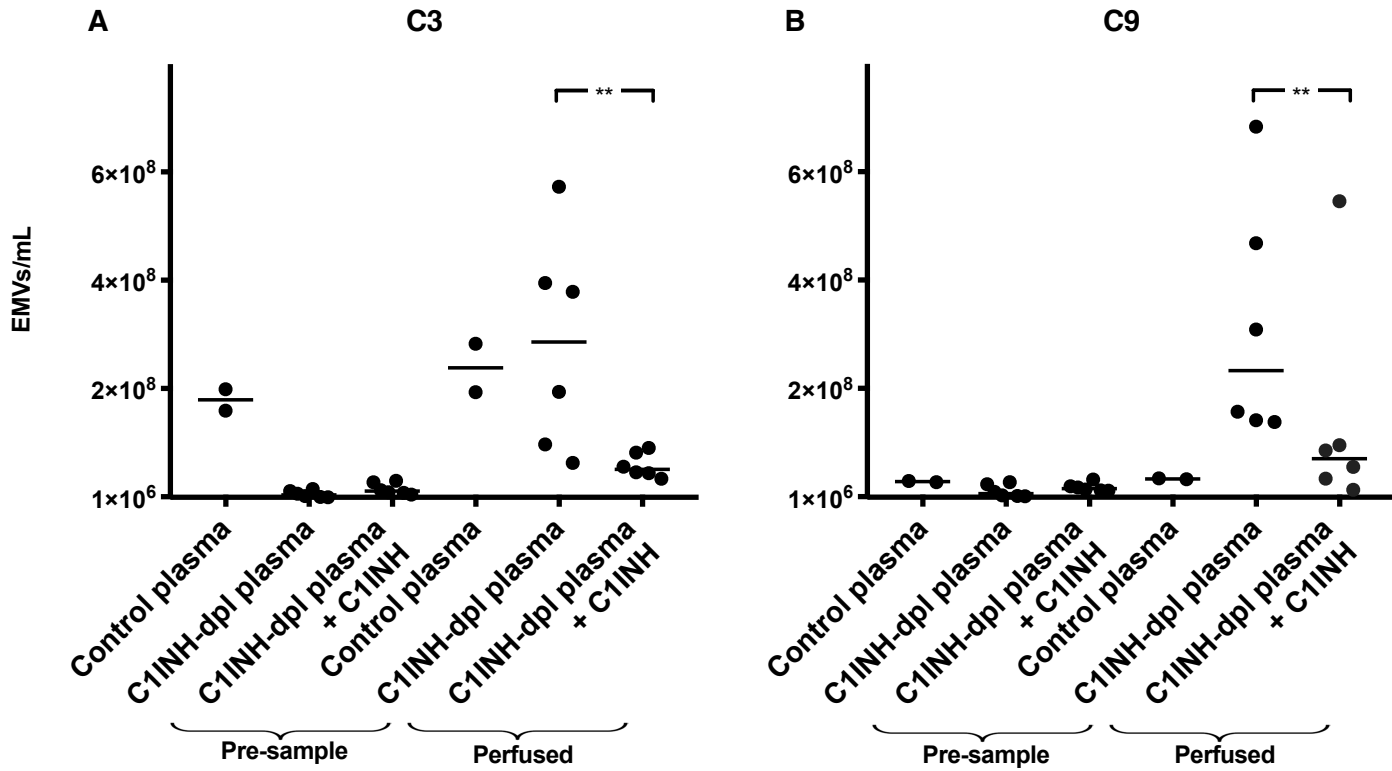 A
C3
EMVs/mL
6×10⁸
4×10⁸
2×10⁸
1×10⁶
**
Control plasma
C1INH-dpl plasma
C1INH-dpl plasma
+ C1INH
Control plasma
C1INH-dpl plasma
C1INH-dpl plasma
+ C1INH
Pre-sample
Perfused
B
C9
6×10⁸
4×10⁸
2×10⁸
1×10⁶
**
Control plasma
C1INH-dpl plasma
C1INH-dpl plasma
+ C1INH
Control plasma
C1INH-dpl plasma
C1INH-dpl plasma
+ C1INH
Pre-sample
Perfused